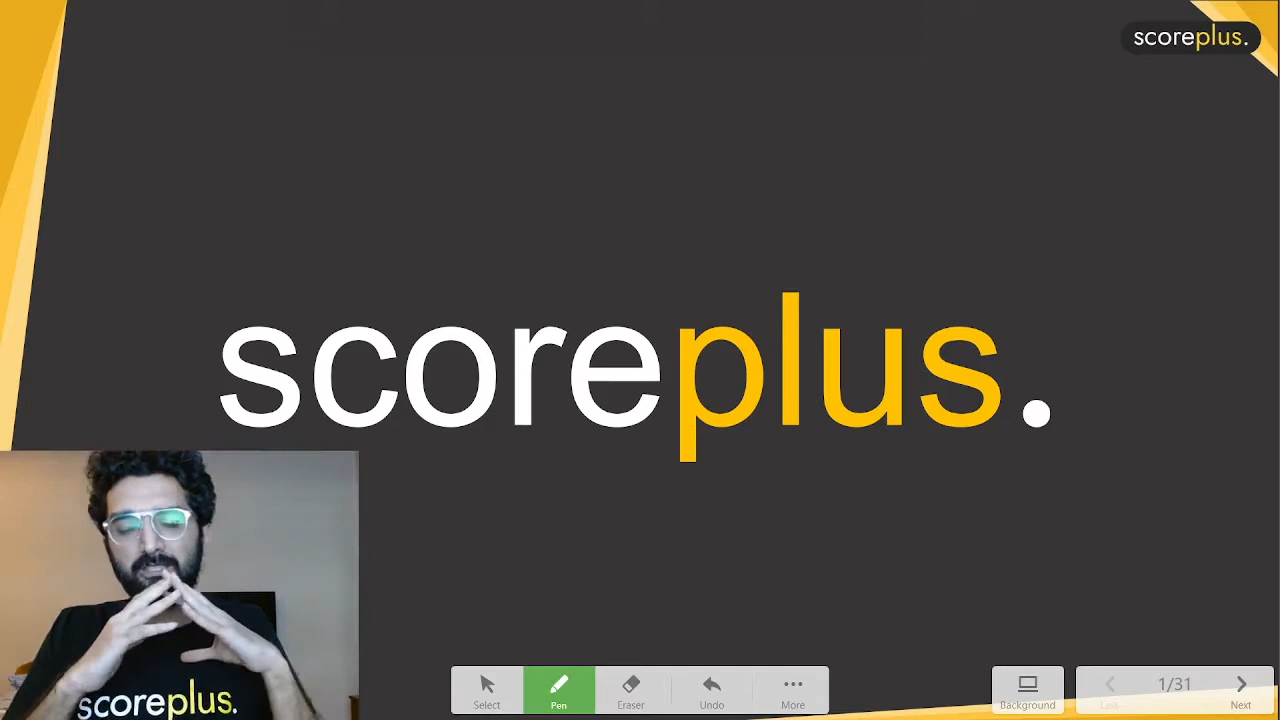 scoreplus.
scoreplus.
scoreplus.
Select
Pen
Eraser
Undo
More
Background
Last
1/31
Next